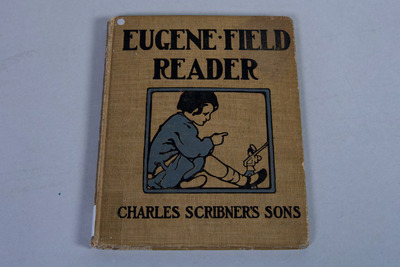 EUGENE·FIELD
READER
CHARLES SCRIBNER'S SONS